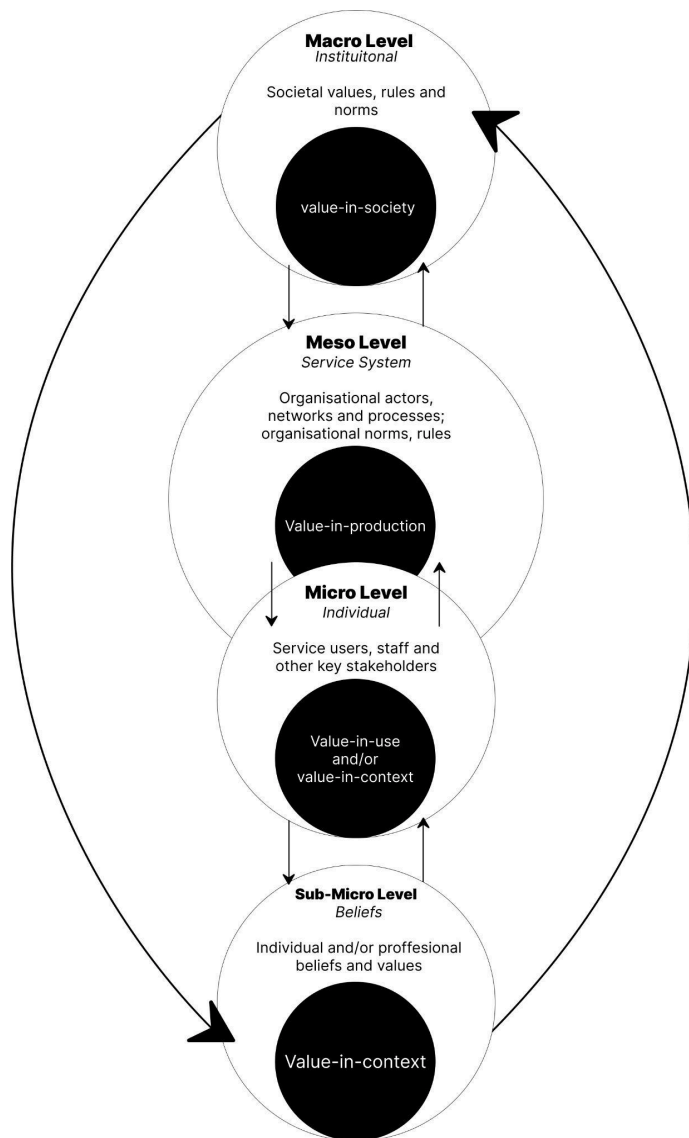 Macro Level
Instituitonal
Societal values, rules and
norms
value-in-society
Meso Level
Service System
Organisational actors,
networks and processes;
organisational norms, rules
Value-in-production
Micro Level
Individual
Service users, staff and
other key stakeholders
Value-in-use
and/or
value-in-context
Sub-Micro Level
Beliefs
Individual and/or proffesional
beliefs and values
Value-in-context